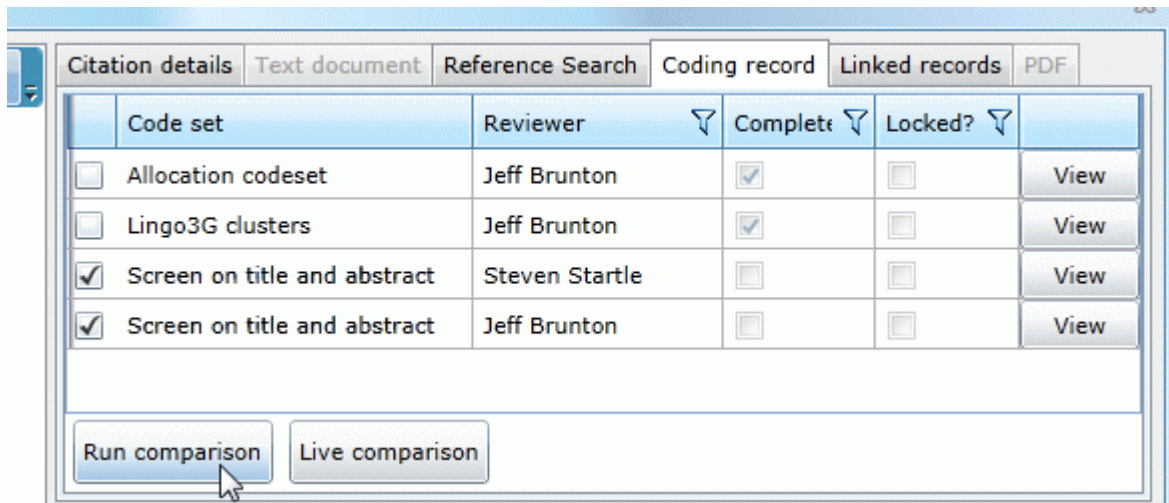 Citation details Text document Reference Search Coding record Linked records PDF
Code set Reviewer Complete Locked?
Allocation codeset Jeff Brunton View
Lingo3G clusters Jeff Brunton View
Screen on title and abstract Steven Startle View
Screen on title and abstract Jeff Brunton View
Run comparison Live comparison